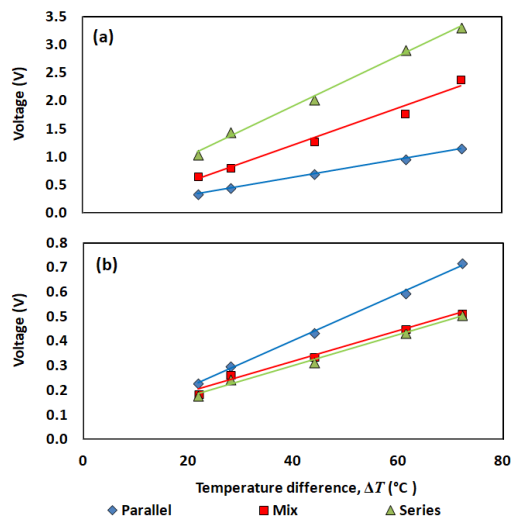 3.5
(a)
3.0
2.5
2.0
1.5
1.0
0.5
0.0
Voltage (V)
0.8
(b)
0.7
0.6
0.5
0.4
0.3
0.2
0.1
0.0
Voltage (V)
0 20 40 60 80
Temperature difference, ΔT (°C )
Parallel Mix Series